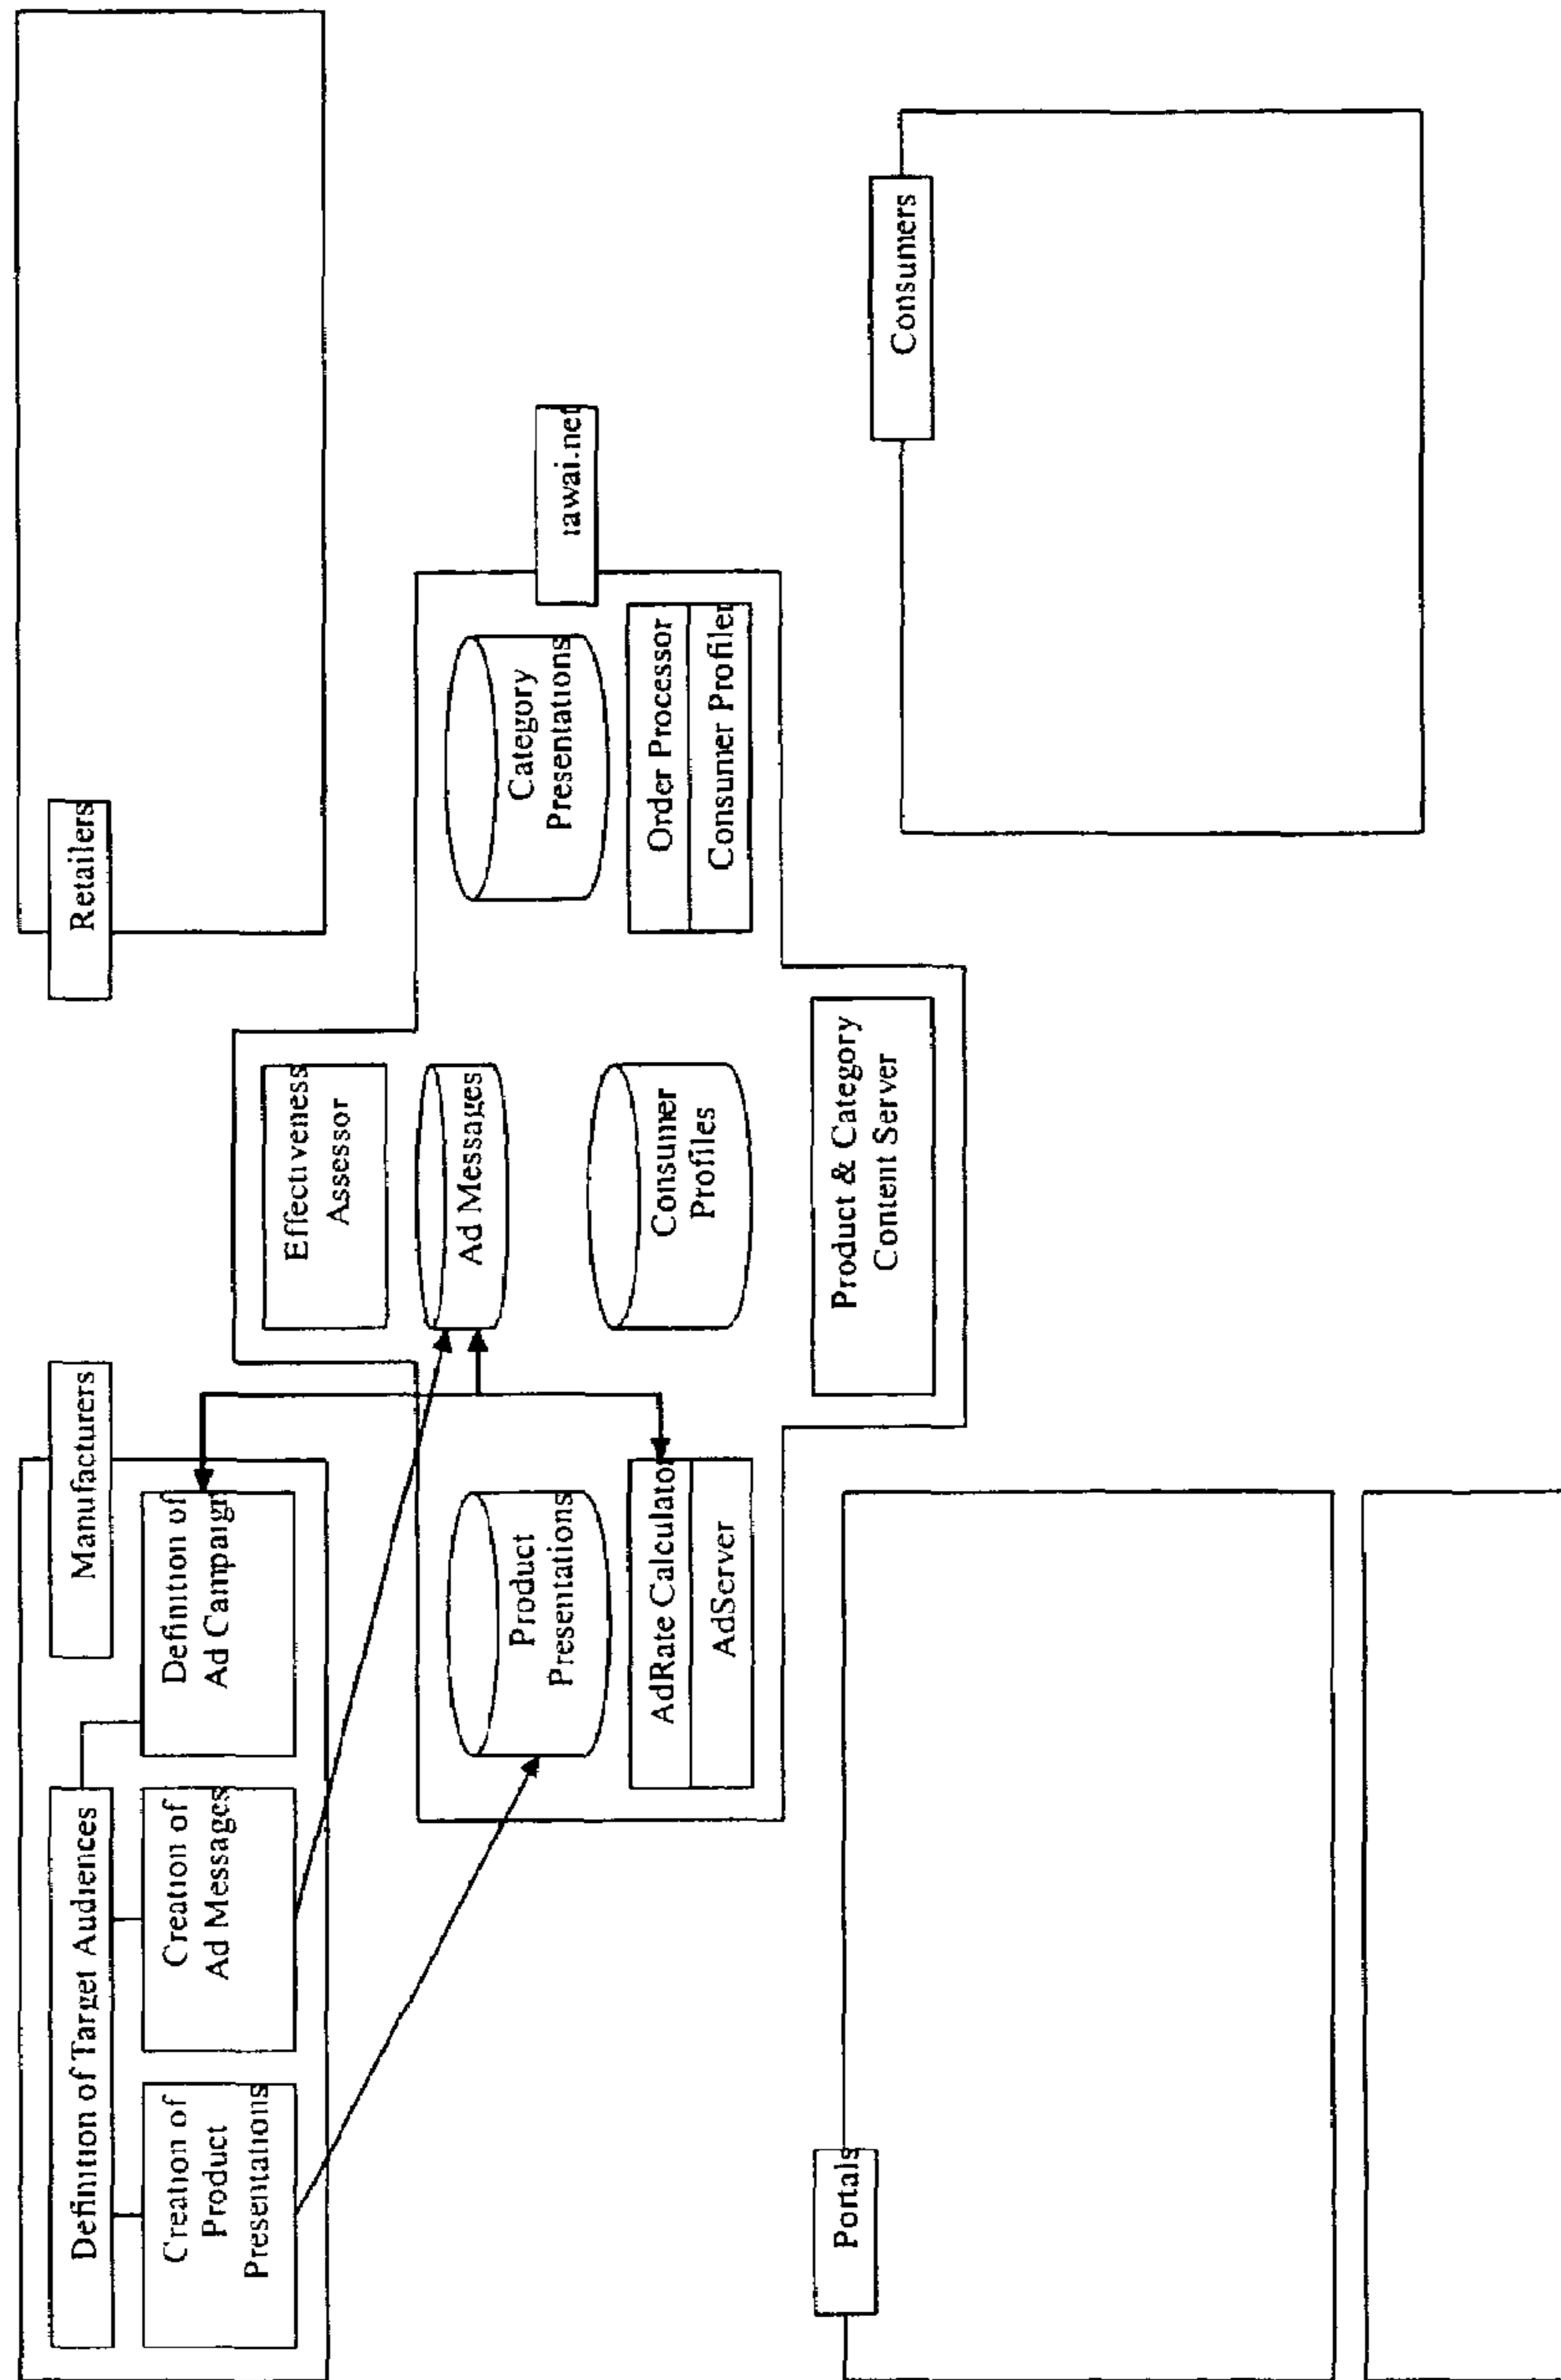 Manufacturers
Retailers
Definition of Target Audiences
Creation of
Product
Presentations
Creation of
Ad Messages
Definition of
Ad Campaign
Effectiveness
Assessor
Product
Presentations
Ad Messages
Category
Presentations
AdRate Calculator
AdServer
Consumer
Profiles
Order Processor
Consumer Profiler
Product & Category
Content Server
Portals
Consumers